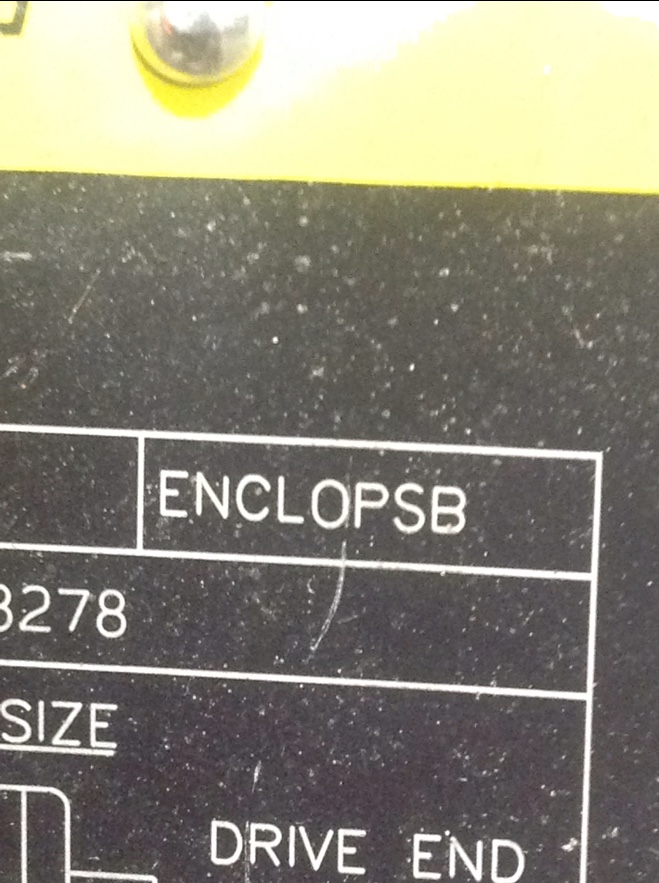 ENCLOPSB
3278
SIZE
DRIVE END